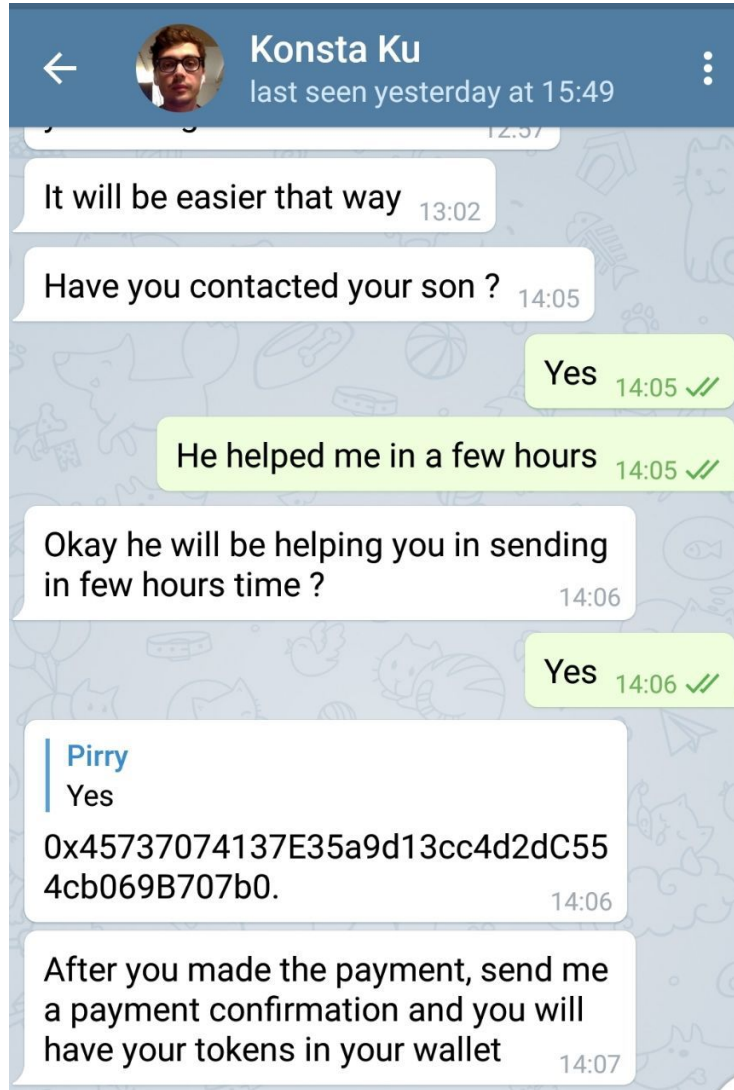 Konsta Ku
last seen yesterday at 15:49
12:57
It will be easier that way 13:02
Have you contacted your son ? 14:05
Yes 14:05
He helped me in a few hours 14:05
Okay he will be helping you in sending
in few hours time ? 14:06
Yes 14:06
Pirry
Yes
0x45737074137E35a9d13cc4d2dC55
4cb069B707b0. 14:06
After you made the payment, send me
a payment confirmation and you will
have your tokens in your wallet 14:07